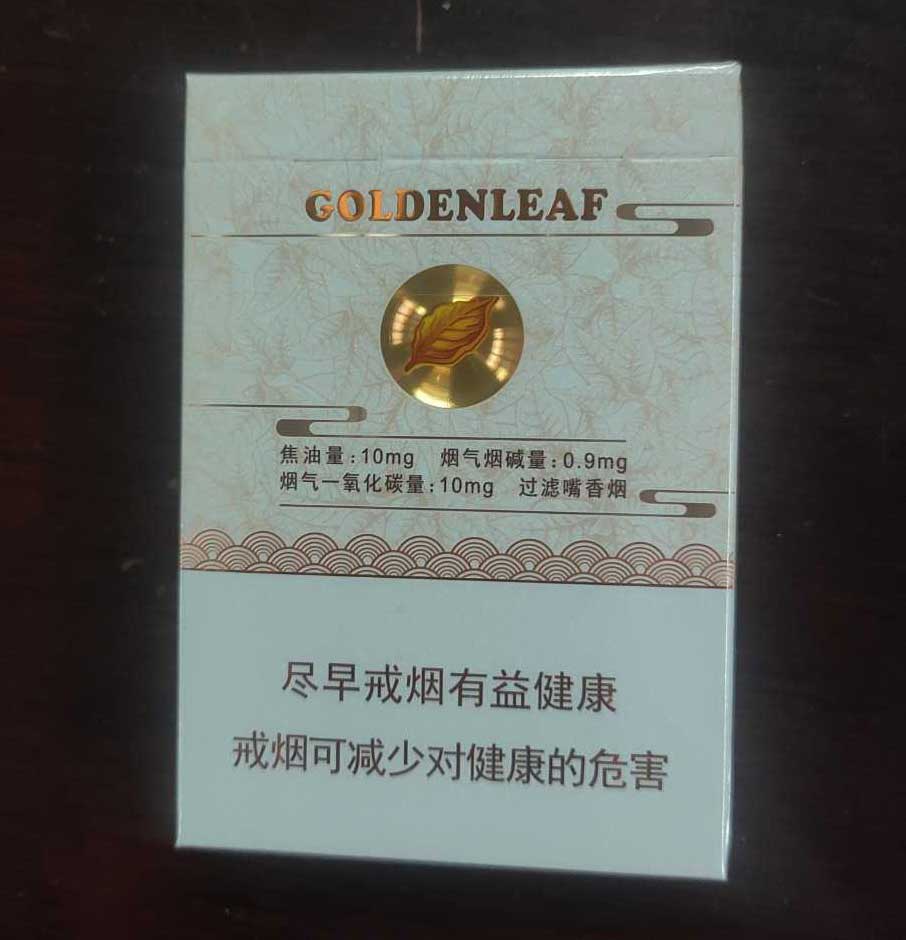 GOLDENLEAF
焦油量:10mg 烟气烟碱量:0.9mg
烟气一氧化碳量:10mg 过滤嘴香烟
尽早戒烟有益健康
戒烟可减少对健康的危害